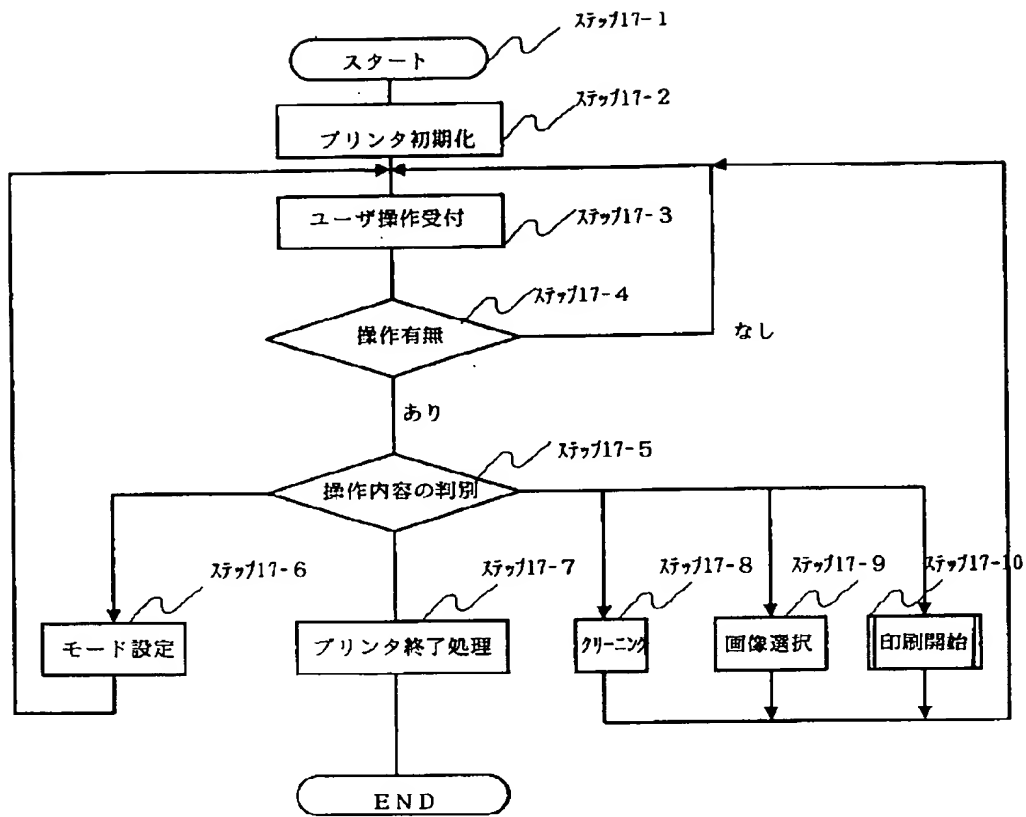 ステップ17-1
スタート
ステップ17-2
プリンタ初期化
ユーザ操作受付
ステップ17-3
ステップ17-4
操作有無
なし
あり
ステップ17-5
操作内容の判別
ステップ17-6
ステップ17-7
ステップ17-8
ステップ17-9
ステップ17-10
モード設定
プリンタ終了処理
クリーニング
画像選択
印刷開始
END